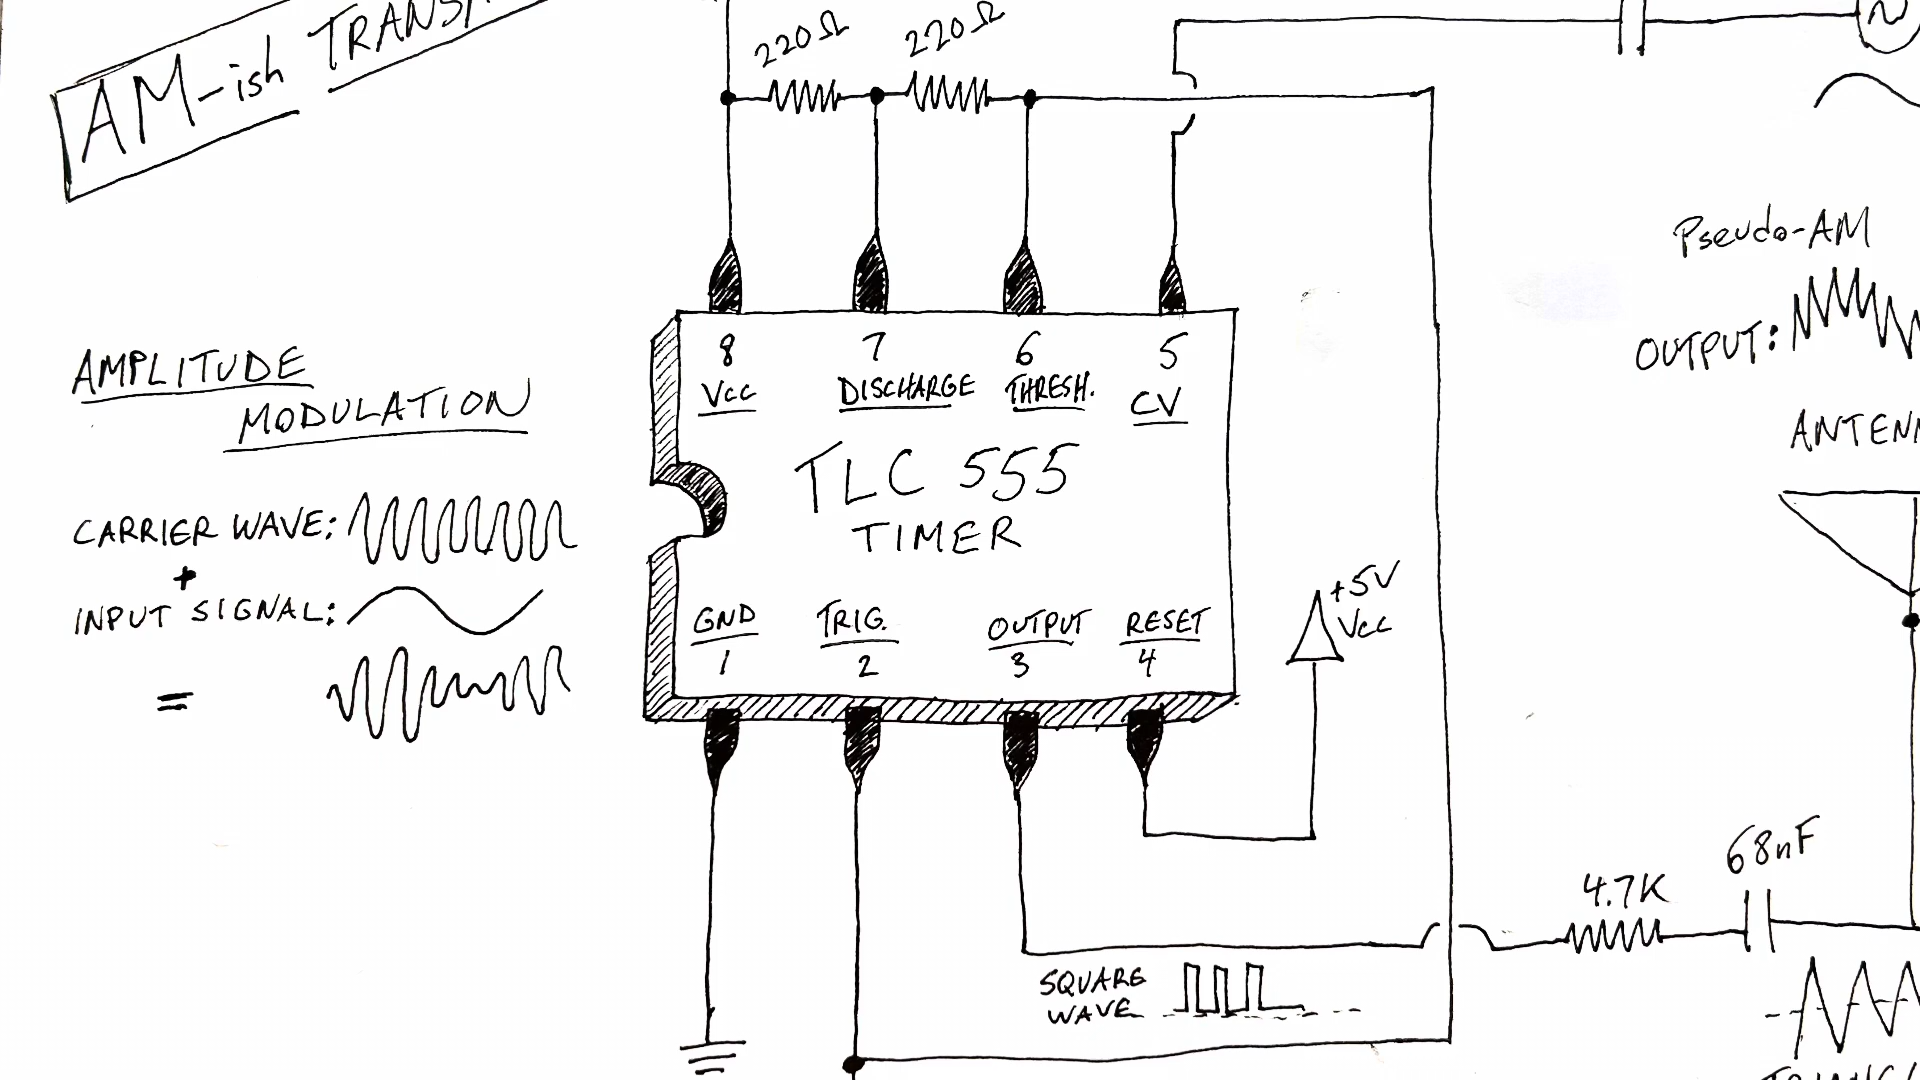 AM-ish
220Ω
220Ω
Pseudo-AM
OUTPUT:
AMPLITUDE
MODULATION
8
7
6
5
Vcc
DISCHARGE
THRESH.
CV
TLC 555
TIMER
CARRIER WAVE:
+
INPUT SIGNAL:
=
GND
TRIG.
OUTPUT
RESET
1
2
3
4
+5V
Vcc
68nF
4.7K
SQUARE
WAVE